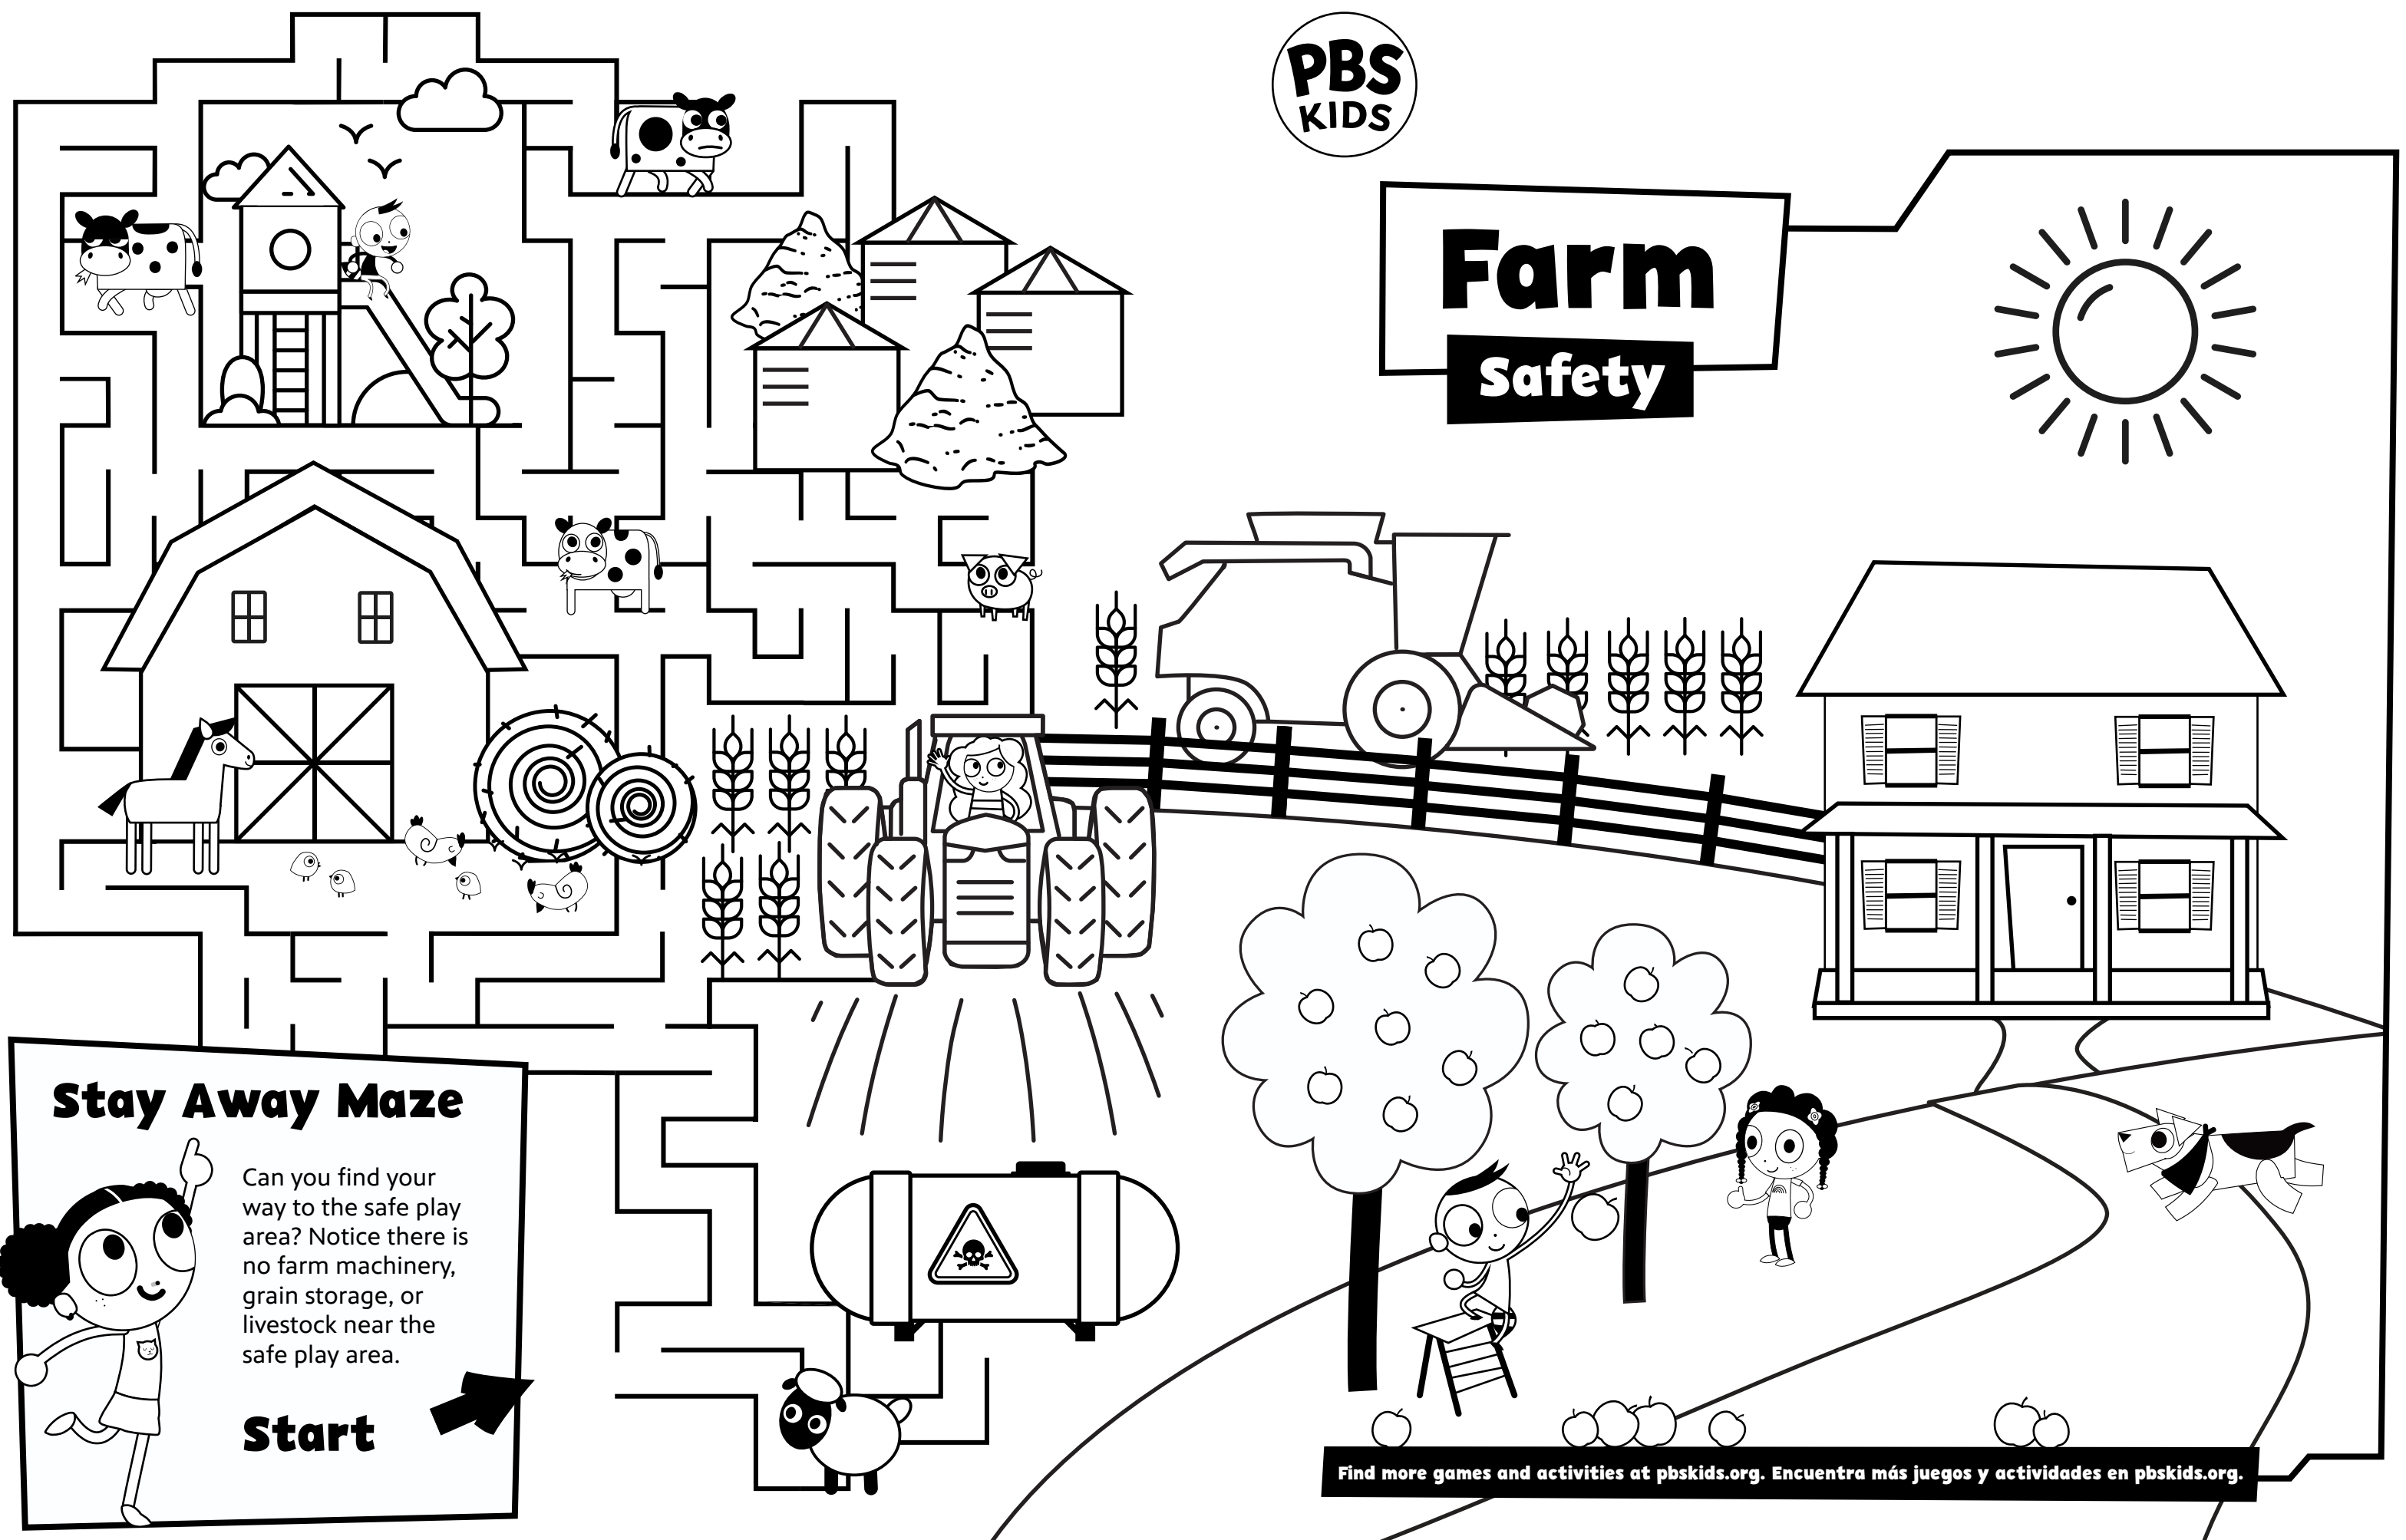 PBS
KIDS
Farm
Safety
Stay Away Maze
Can you find your
way to the safe play
area? Notice there is
no farm machinery,
grain storage, or
livestock near the
safe play area.
Start
Find more games and activities at pbskids.org. Encuentra más juegos y actividades en pbskids.org.